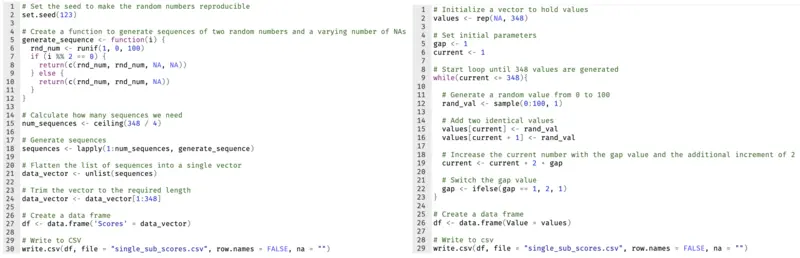 1 # Set the seed to make the random numbers reproducible
2 set.seed(123)
3
4 # Create a function to generate sequences of two random numbers and a varying number of NAs
5 generate_sequence <- function(i) {
6   rnd_num <- runif(1, 0, 100)
7   if (i %% 2 == 0) {
8     return(c(rnd_num, rnd_num, NA, NA))
9   } else {
10     return(c(rnd_num, rnd_num, NA))
11   }
12 }
13
14 # Calculate how many sequences we need
15 num_sequences <- ceiling(348 / 4)
16
17 # Generate sequences
18 sequences <- lapply(1:num_sequences, generate_sequence)
19
20 # Flatten the list of sequences into a single vector
21 data_vector <- unlist(sequences)
22
23 # Trim the vector to the required length
24 data_vector <- data_vector[1:348]
25
26 # Create a data frame
27 df <- data.frame('Scores' = data_vector)
28
29 # Write to CSV
30 write.csv(df, file = "single_sub_scores.csv", row.names = FALSE, na = "")
1 # Initialize a vector to hold values
2 values <- rep(NA, 348)
3
4 # Set initial parameters
5 gap <- 1
6 current <- 1
7
8 # Start loop until 348 values are generated
9 while(current <= 348){
10
11   # Generate a random value from 0 to 100
12   rand_val <- sample(0:100, 1)
13
14   # Add two identical values
15   values[current] <- rand_val
16   values[current + 1] <- rand_val
17
18   # Increase the current number with the gap value and the additional increment of 2
19   current <- current + 2 + gap
20
21   # Switch the gap value
22   gap <- ifelse(gap == 1, 2, 1)
23 }
24
25 # Create a data frame
26 df <- data.frame(Value = values)
27
28 # Write to csv
29 write.csv(df, file = "single_sub_scores.csv", row.names = FALSE, na = "")